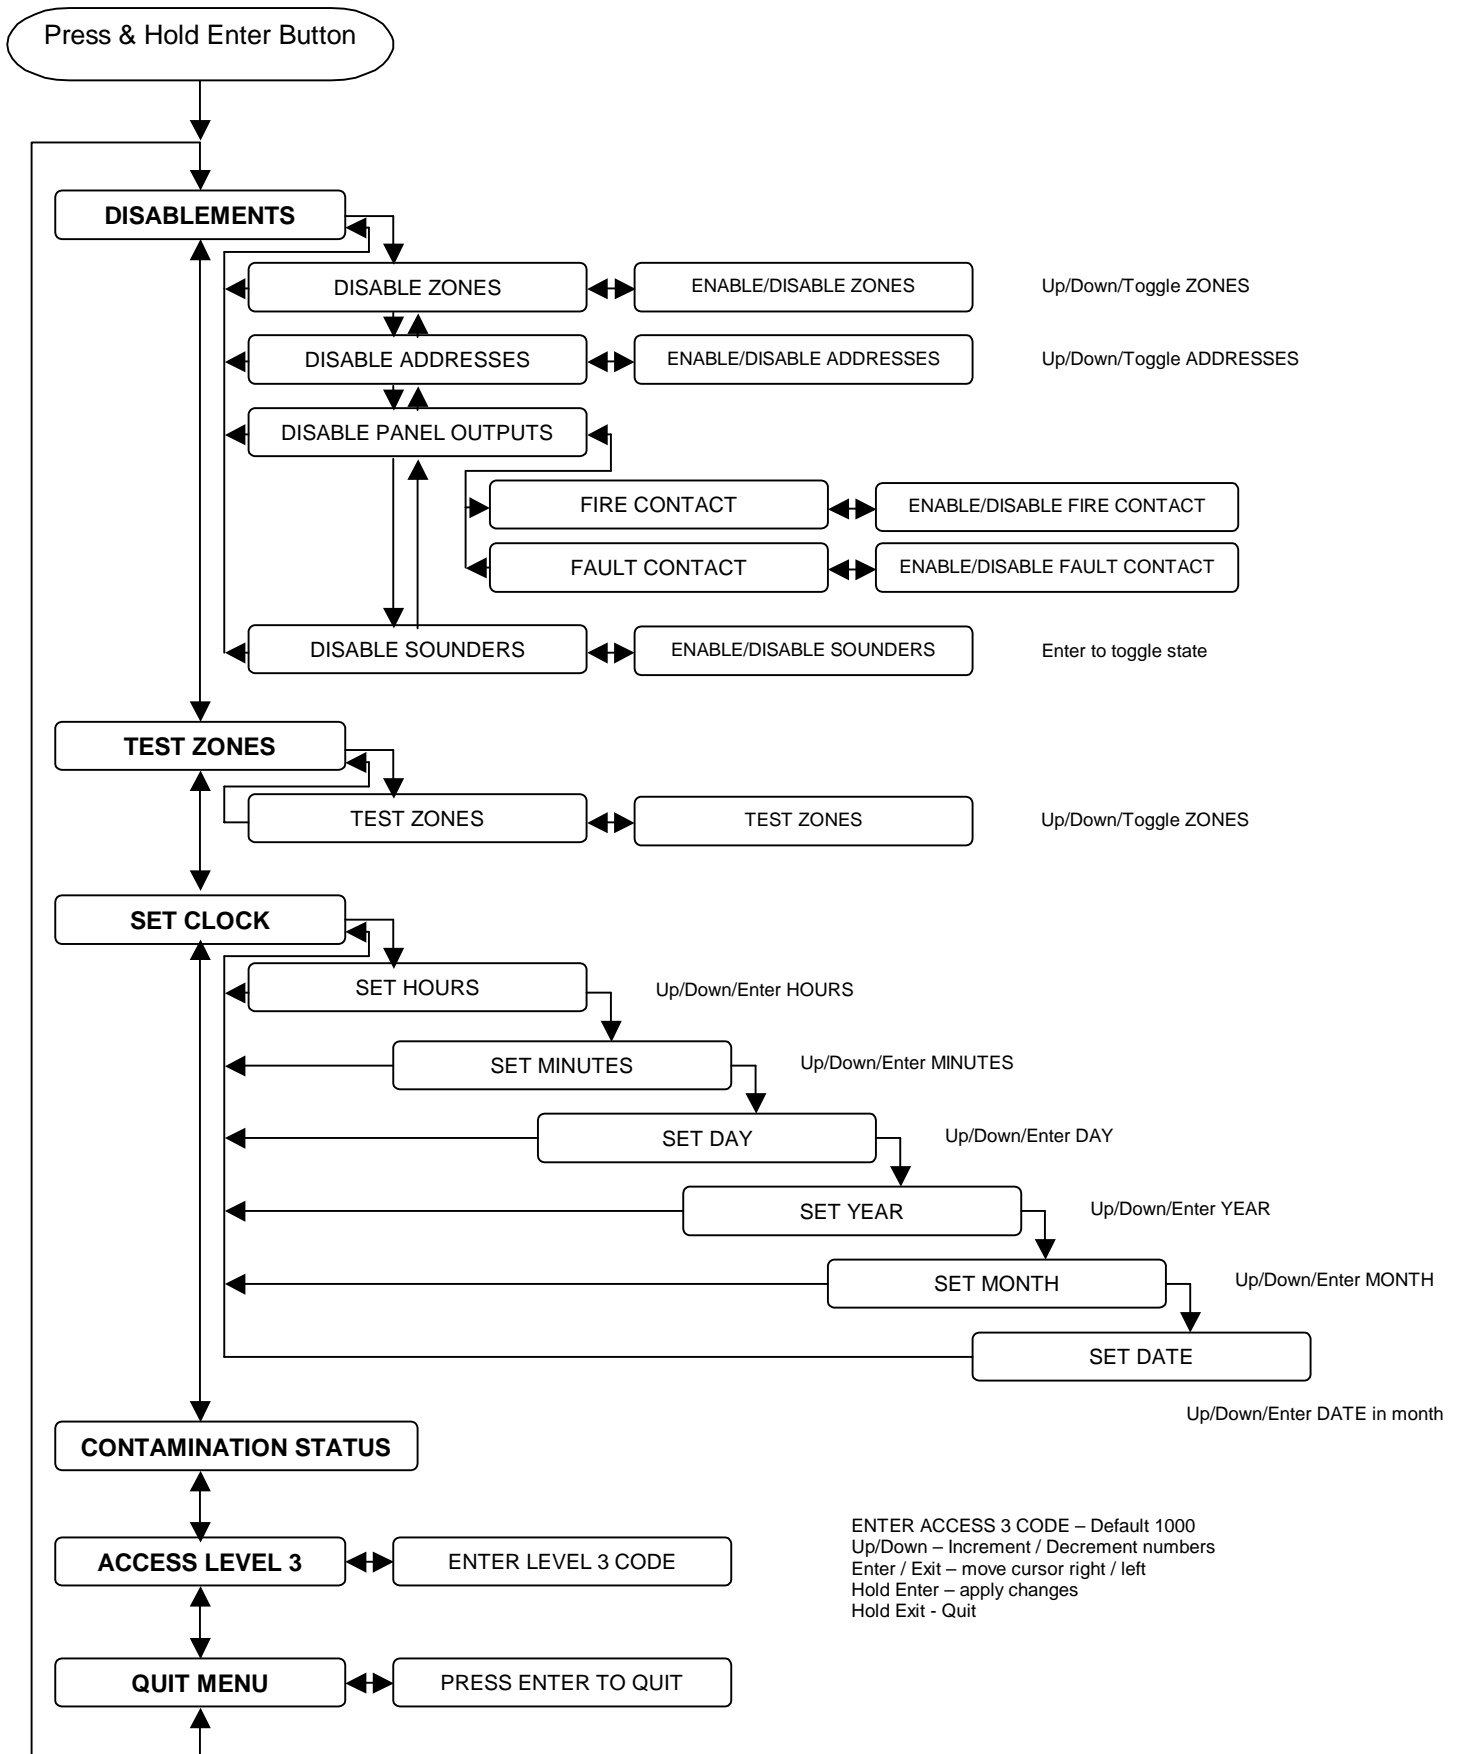 Press & Hold Enter Button
DISABLEMENTS
DISABLE ZONES
ENABLE/DISABLE ZONES
Up/Down/Toggle ZONES
DISABLE ADDRESSES
ENABLE/DISABLE ADDRESSES
Up/Down/Toggle ADDRESSES
DISABLE PANEL OUTPUTS
FIRE CONTACT
ENABLE/DISABLE FIRE CONTACT
FAULT CONTACT
ENABLE/DISABLE FAULT CONTACT
DISABLE SOUNDERS
ENABLE/DISABLE SOUNDERS
Enter to toggle state
TEST ZONES
TEST ZONES
TEST ZONES
Up/Down/Toggle ZONES
SET CLOCK
SET HOURS
Up/Down/Enter HOURS
SET MINUTES
Up/Down/Enter MINUTES
SET DAY
Up/Down/Enter DAY
SET YEAR
Up/Down/Enter YEAR
SET MONTH
Up/Down/Enter MONTH
SET DATE
Up/Down/Enter DATE in month
CONTAMINATION STATUS
ACCESS LEVEL 3
ENTER LEVEL 3 CODE
ENTER ACCESS 3 CODE – Default 1000
Up/Down – Increment / Decrement numbers
Enter / Exit – move cursor right / left
Hold Enter – apply changes
Hold Exit - Quit
QUIT MENU
PRESS ENTER TO QUIT